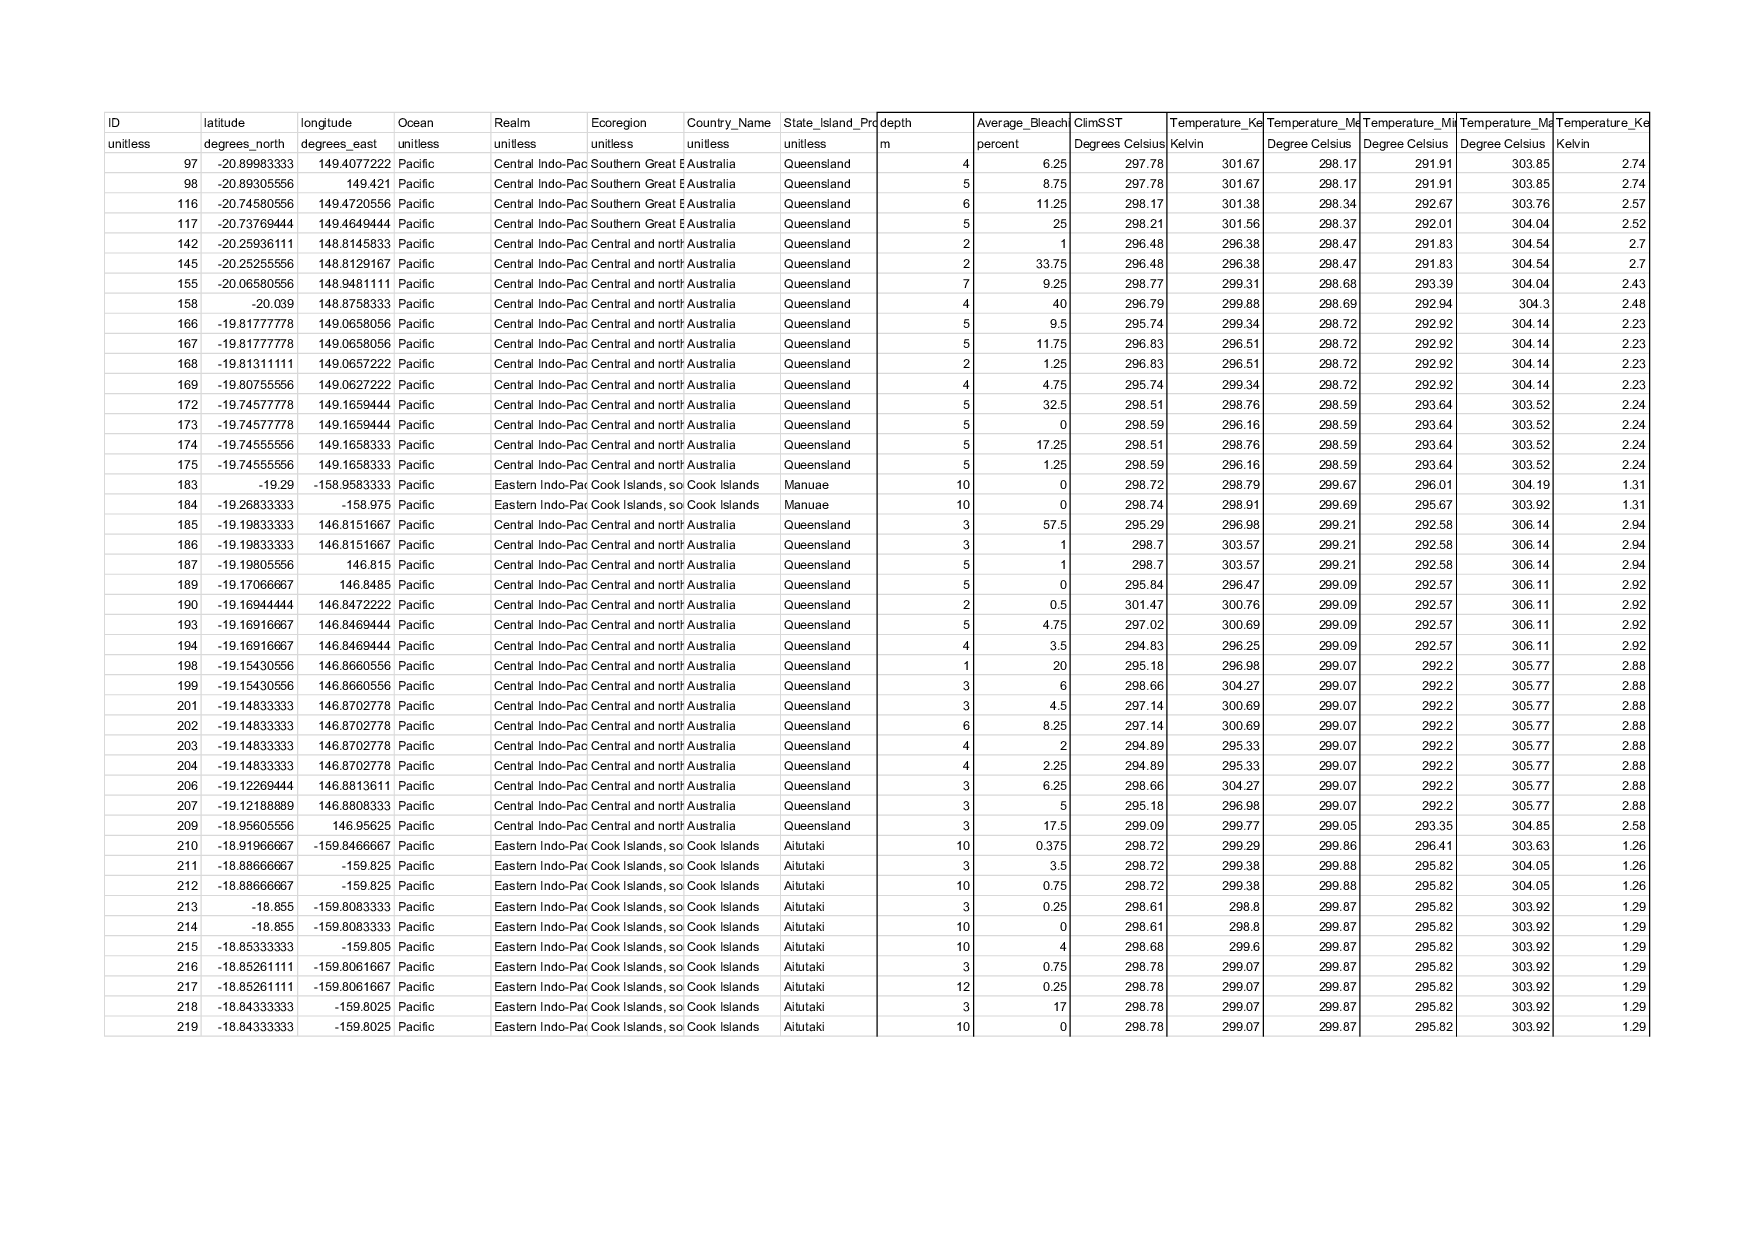 ID latitude longitude Ocean Realm Ecoregion Country_Name State_Island_Pro depth Average_Bleachi ClimSST Temperature_Ke Temperature_Me Temperature_Min Temperature_Ma Temperature_Ke
unitless degrees_north degrees_east unitless unitless unitless unitless unitless m percent Degrees Celsius Kelvin Degree Celsius Degree Celsius Degree Celsius Kelvin
97 -20.89983333 149.4077222 Pacific Central Indo-Pac Southern Great B Australia Queensland 4 6.25 297.78 301.67 298.17 291.91 303.85 2.74
98 -20.89305556 149.421 Pacific Central Indo-Pac Southern Great B Australia Queensland 5 8.75 297.78 301.67 298.17 291.91 303.85 2.74
116 -20.74580556 149.4720556 Pacific Central Indo-Pac Southern Great B Australia Queensland 6 11.25 298.17 301.38 298.34 292.67 303.76 2.57
117 -20.73769444 149.4649444 Pacific Central Indo-Pac Southern Great B Australia Queensland 5 25 298.21 301.56 298.37 292.01 304.04 2.52
142 -20.25936111 148.8145833 Pacific Central Indo-Pac Central and north Australia Queensland 2 1 296.48 296.38 298.47 291.83 304.54 2.7
145 -20.25255556 148.8129167 Pacific Central Indo-Pac Central and north Australia Queensland 2 33.75 296.48 296.38 298.47 291.83 304.54 2.7
155 -20.06580556 148.9481111 Pacific Central Indo-Pac Central and north Australia Queensland 7 9.25 298.77 299.31 298.68 293.39 304.04 2.43
158 -20.039 148.8758333 Pacific Central Indo-Pac Central and north Australia Queensland 4 40 296.79 299.88 298.69 292.94 304.3 2.48
166 -19.81777778 149.0658056 Pacific Central Indo-Pac Central and north Australia Queensland 5 9.5 295.74 299.34 298.72 292.92 304.14 2.23
167 -19.81777778 149.0658056 Pacific Central Indo-Pac Central and north Australia Queensland 5 11.75 296.83 296.51 298.72 292.92 304.14 2.23
168 -19.81311111 149.0657222 Pacific Central Indo-Pac Central and north Australia Queensland 2 1.25 296.83 296.51 298.72 292.92 304.14 2.23
169 -19.80755556 149.0627222 Pacific Central Indo-Pac Central and north Australia Queensland 4 4.75 295.74 299.34 298.72 292.92 304.14 2.23
172 -19.74577778 149.1659444 Pacific Central Indo-Pac Central and north Australia Queensland 5 32.5 298.51 298.76 298.59 293.64 303.52 2.24
173 -19.74577778 149.1659444 Pacific Central Indo-Pac Central and north Australia Queensland 5 0 298.59 296.16 298.59 293.64 303.52 2.24
174 -19.74555556 149.1658333 Pacific Central Indo-Pac Central and north Australia Queensland 5 17.25 298.51 298.76 298.59 293.64 303.52 2.24
175 -19.74555556 149.1658333 Pacific Central Indo-Pac Central and north Australia Queensland 5 1.25 298.59 296.16 298.59 293.64 303.52 2.24
183 -19.29 -158.9583333 Pacific Eastern Indo-Pac Cook Islands, so Cook Islands Manuae 10 0 298.72 298.79 299.67 296.01 304.19 1.31
184 -19.26833333 -158.975 Pacific Eastern Indo-Pac Cook Islands, so Cook Islands Manuae 10 0 298.74 298.91 299.69 295.67 303.92 1.31
185 -19.19833333 146.8151667 Pacific Central Indo-Pac Central and north Australia Queensland 3 57.5 295.29 296.98 299.21 292.58 306.14 2.94
186 -19.19833333 146.8151667 Pacific Central Indo-Pac Central and north Australia Queensland 3 1 298.7 303.57 299.21 292.58 306.14 2.94
187 -19.19805556 146.815 Pacific Central Indo-Pac Central and north Australia Queensland 5 1 298.7 303.57 299.21 292.58 306.14 2.94
189 -19.17066667 146.8485 Pacific Central Indo-Pac Central and north Australia Queensland 5 0 295.84 296.47 299.09 292.57 306.11 2.92
190 -19.16944444 146.8472222 Pacific Central Indo-Pac Central and north Australia Queensland 2 0.5 301.47 300.76 299.09 292.57 306.11 2.92
193 -19.16916667 146.8469444 Pacific Central Indo-Pac Central and north Australia Queensland 5 4.75 297.02 300.69 299.09 292.57 306.11 2.92
194 -19.16916667 146.8469444 Pacific Central Indo-Pac Central and north Australia Queensland 4 3.5 294.83 296.25 299.09 292.57 306.11 2.92
198 -19.15430556 146.8660556 Pacific Central Indo-Pac Central and north Australia Queensland 1 20 295.18 296.98 299.07 292.2 305.77 2.88
199 -19.15430556 146.8660556 Pacific Central Indo-Pac Central and north Australia Queensland 3 6 298.66 304.27 299.07 292.2 305.77 2.88
201 -19.14833333 146.8702778 Pacific Central Indo-Pac Central and north Australia Queensland 3 4.5 297.14 300.69 299.07 292.2 305.77 2.88
202 -19.14833333 146.8702778 Pacific Central Indo-Pac Central and north Australia Queensland 6 8.25 297.14 300.69 299.07 292.2 305.77 2.88
203 -19.14833333 146.8702778 Pacific Central Indo-Pac Central and north Australia Queensland 4 2 294.89 295.33 299.07 292.2 305.77 2.88
204 -19.14833333 146.8702778 Pacific Central Indo-Pac Central and north Australia Queensland 4 2.25 294.89 295.33 299.07 292.2 305.77 2.88
206 -19.12269444 146.8813611 Pacific Central Indo-Pac Central and north Australia Queensland 3 6.25 298.66 304.27 299.07 292.2 305.77 2.88
207 -19.12188889 146.8808333 Pacific Central Indo-Pac Central and north Australia Queensland 3 5 295.18 296.98 299.07 292.2 305.77 2.88
209 -18.95605556 146.95625 Pacific Central Indo-Pac Central and north Australia Queensland 3 17.5 299.09 299.77 299.05 293.35 304.85 2.58
210 -18.91966667 -159.8466667 Pacific Eastern Indo-Pac Cook Islands, so Cook Islands Aitutaki 10 0.375 298.72 299.29 299.86 296.41 303.63 1.26
211 -18.88666667 -159.825 Pacific Eastern Indo-Pac Cook Islands, so Cook Islands Aitutaki 3 3.5 298.72 299.38 299.88 295.82 304.05 1.26
212 -18.88666667 -159.825 Pacific Eastern Indo-Pac Cook Islands, so Cook Islands Aitutaki 10 0.75 298.72 299.38 299.88 295.82 304.05 1.26
213 -18.855 -159.8083333 Pacific Eastern Indo-Pac Cook Islands, so Cook Islands Aitutaki 3 0.25 298.61 298.8 299.87 295.82 303.92 1.29
214 -18.855 -159.8083333 Pacific Eastern Indo-Pac Cook Islands, so Cook Islands Aitutaki 10 0 298.61 298.8 299.87 295.82 303.92 1.29
215 -18.85333333 -159.805 Pacific Eastern Indo-Pac Cook Islands, so Cook Islands Aitutaki 10 4 298.68 299.6 299.87 295.82 303.92 1.29
216 -18.85261111 -159.8061667 Pacific Eastern Indo-Pac Cook Islands, so Cook Islands Aitutaki 3 0.75 298.78 299.07 299.87 295.82 303.92 1.29
217 -18.85261111 -159.8061667 Pacific Eastern Indo-Pac Cook Islands, so Cook Islands Aitutaki 12 0.25 298.78 299.07 299.87 295.82 303.92 1.29
218 -18.84333333 -159.8025 Pacific Eastern Indo-Pac Cook Islands, so Cook Islands Aitutaki 3 17 298.78 299.07 299.87 295.82 303.92 1.29
219 -18.84333333 -159.8025 Pacific Eastern Indo-Pac Cook Islands, so Cook Islands Aitutaki 10 0 298.78 299.07 299.87 295.82 303.92 1.29